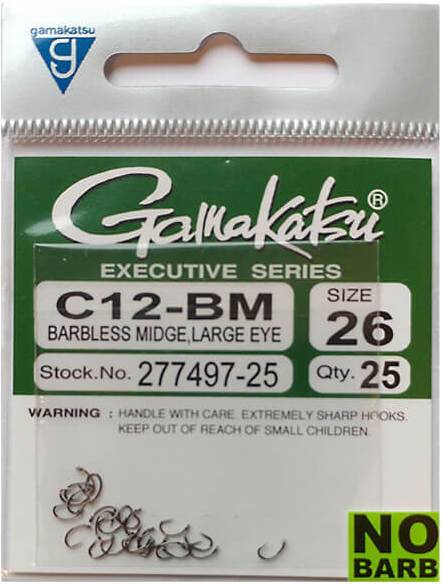 gamakatsu
Gamakatsu®
EXECUTIVE SERIES
C12-BM
BARBLESS MIDGE,LARGE EYE
SIZE
26
Stock.No. 277497-25
Qty. 25
WARNING : HANDLE WITH CARE. EXTREMELY SHARP HOOKS.
KEEP OUT OF REACH OF SMALL CHILDREN.
NO
BARB